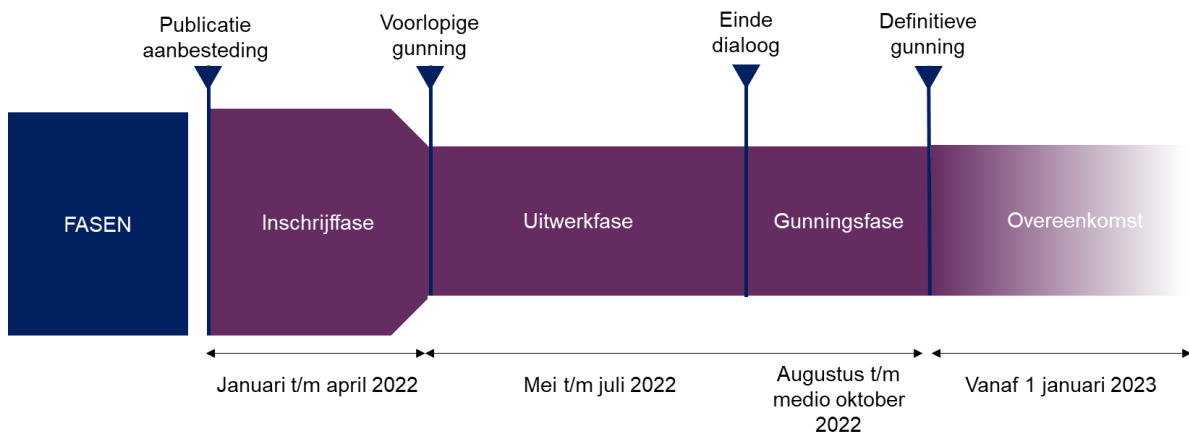 Publicatie
aanbesteding
Voorlopige
gunning
Einde
dialoog
Definitieve
gunning
FASEN
Inschrijffase
Uitwerkfase
Gunningsfase
Overeenkomst
Januari t/m april 2022
Mei t/m juli 2022
Augustus t/m
medio oktober
2022
Vanaf 1 januari 2023